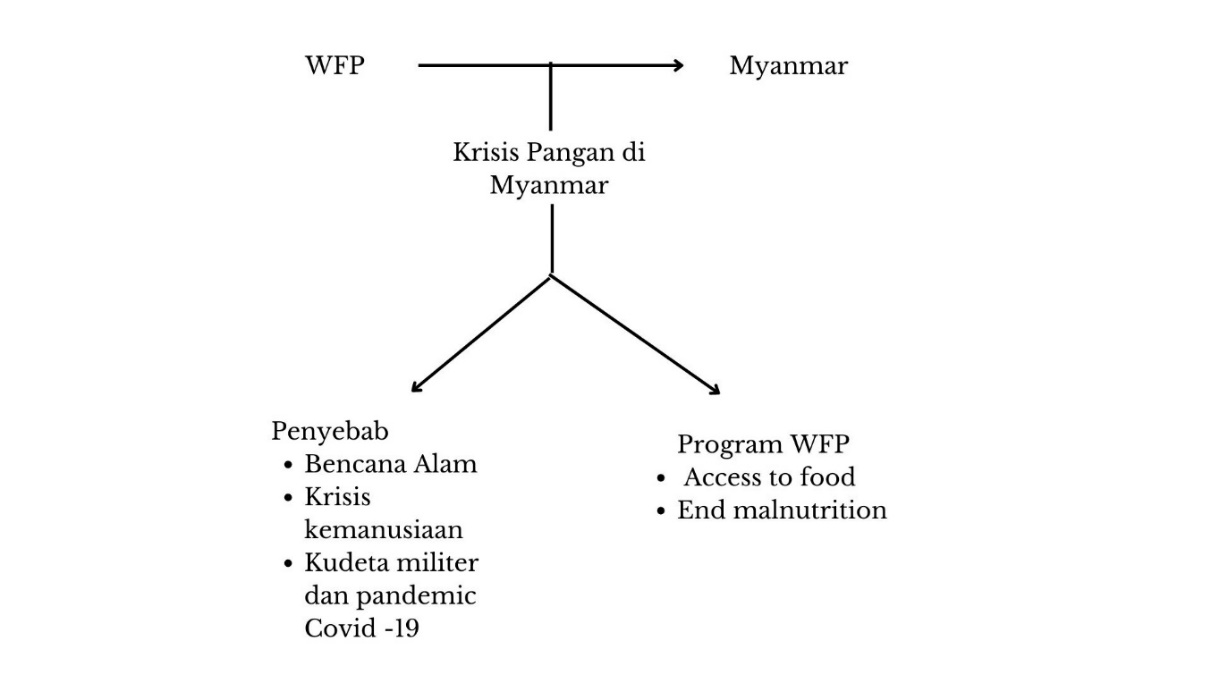 WFP
Myanmar
Krisis Pangan di
Myanmar
Penyebab
• Bencana Alam
• Krisis
kemanusiaan
• Kudeta militer
dan pandemic
Covid -19
Program WFP
• Access to food
• End malnutrition